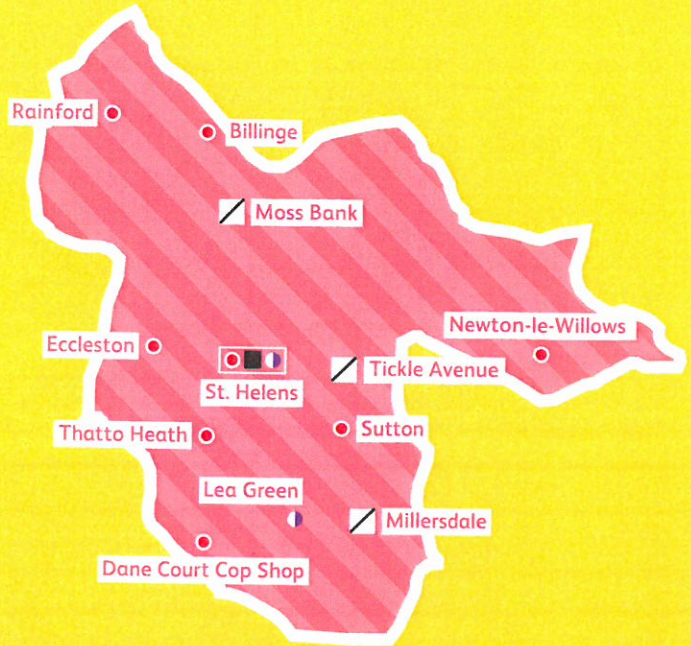 Rainford
Billinge
Moss Bank
Newton-le-Willows
Eccleston
Tickle Avenue
St. Helens
Thatto Heath
Sutton
Lea Green
Millersdale
Dane Court Cop Shop